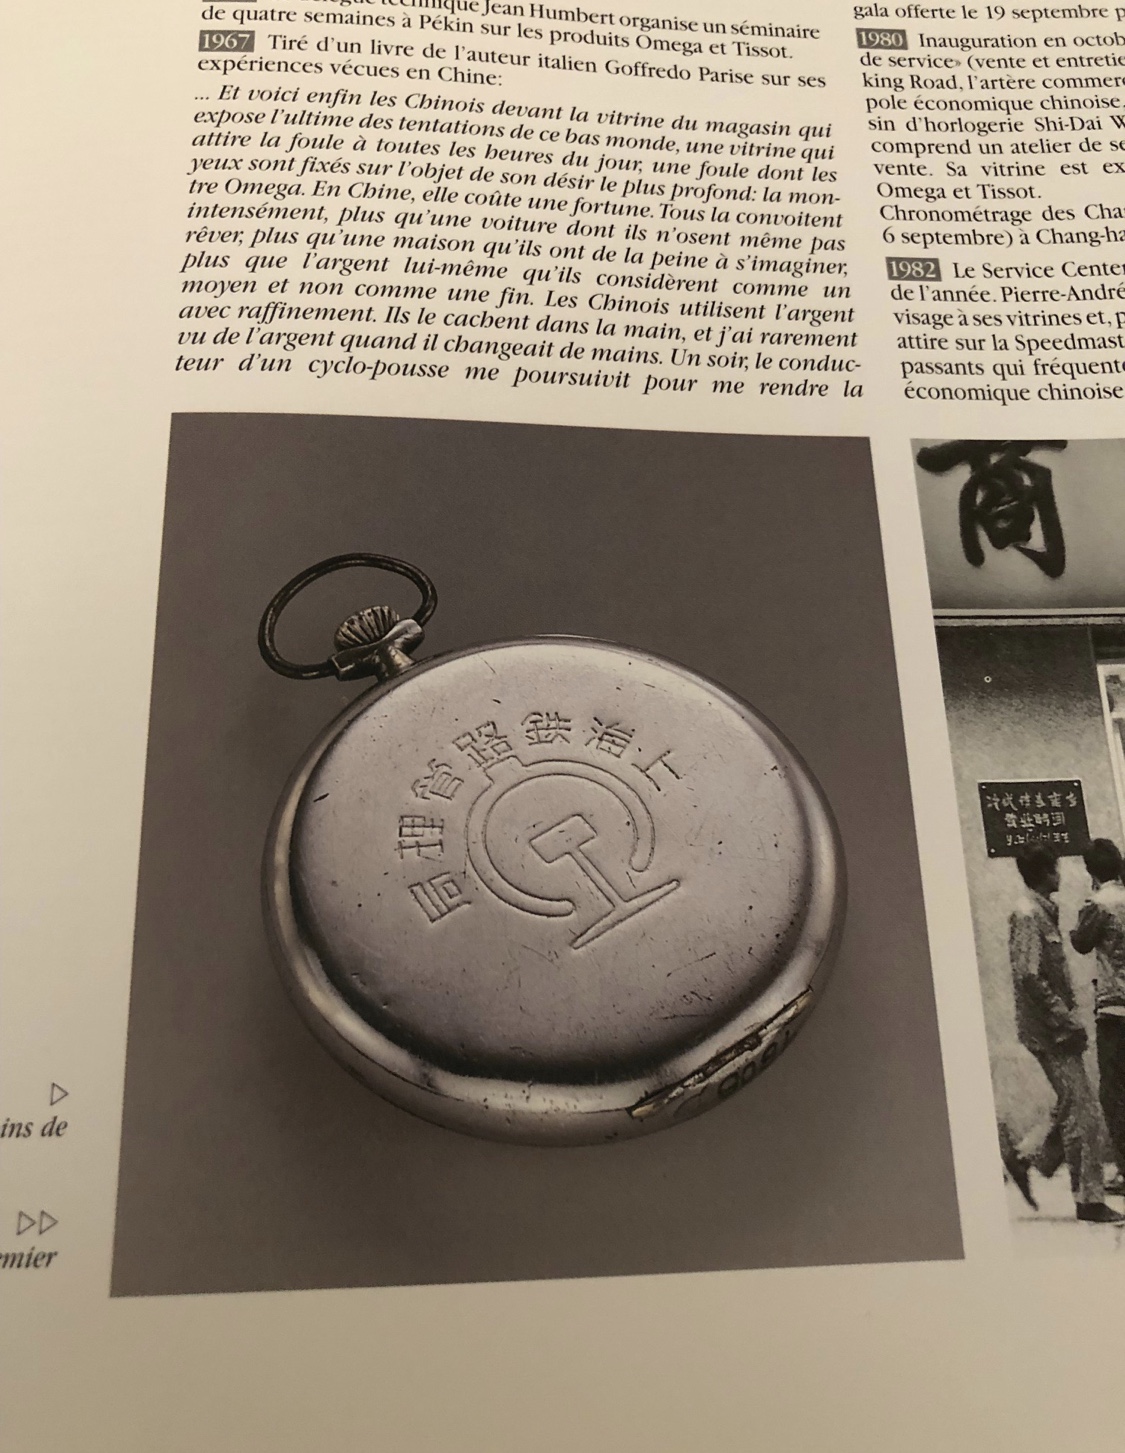 technique Jean Humbert organise un séminaire
de quatre semaines à Pékin sur les produits Omega et Tissot.
1967 Tiré d'un livre de l'auteur italien Goffredo Parise sur ses
expériences vécues en Chine:
... Et voici enfin les Chinois devant la vitrine du magasin qui
expose l'ultime des tentations de ce bas monde, une vitrine qui
attire la foule à toutes les heures du jour, une foule dont les
yeux sont fixés sur l'objet de son désir le plus profond: la mon-
tre Omega. En Chine, elle coûte une fortune. Tous la convoitent
intensément, plus qu'une voiture dont ils n'osent même pas
rêver, plus qu'une maison qu'ils ont de la peine à s'imaginer,
plus que l'argent lui-même qu'ils considèrent comme un
moyen et non comme une fin. Les Chinois utilisent l'argent
avec raffinement. Ils le cachent dans la main, et j'ai rarement
vu de l'argent quand il changeait de mains. Un soir, le conduc-
teur d'un cyclo-pousse me poursuivit pour me rendre la
gala offerte le 19 septembre p
1980 Inauguration en octob
de service» (vente et entretie
king Road, l'artère commerc
pole économique chinoise.
sin d'horlogerie Shi-Dai W
comprend un atelier de se
vente. Sa vitrine est ex
Omega et Tissot.
Chronométrage des Cha
6 septembre) à Chang-ha
1982 Le Service Center
de l'année. Pierre-André
visage à ses vitrines et, p
attire sur la Speedmast
passants qui fréquente
économique chinoise
上海鉄路管理局
商
ins de
emier